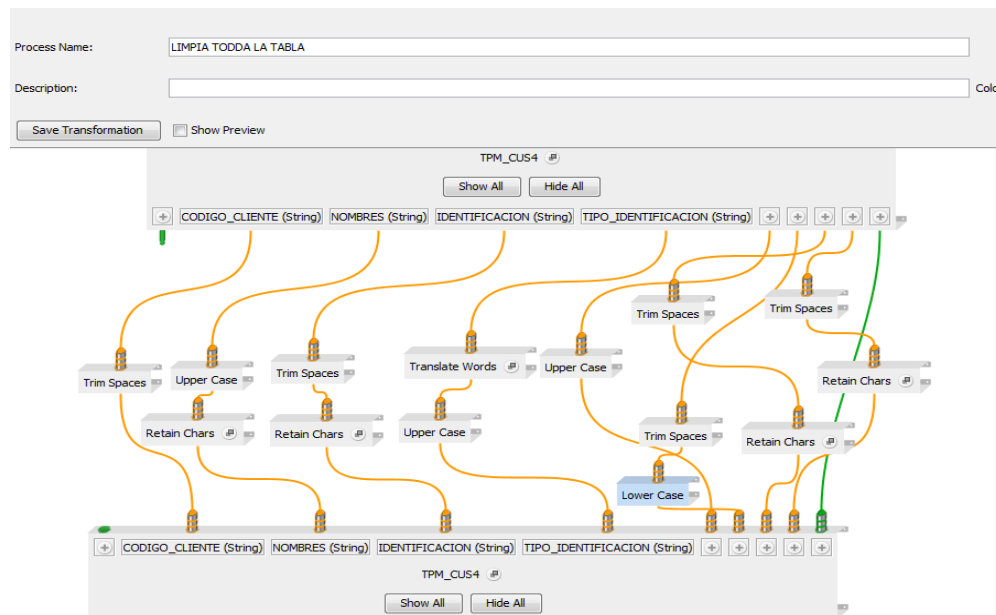 Process Name: LIMPIA TODDA LA TABLA
Description: Colo
Save Transformation Show Preview
TPM_CUS4
Show All Hide All
CODIGO_CLIENTE (String) NOMBRES (String) IDENTIFICACION (String) TIPO_IDENTIFICACION (String)
Trim Spaces Trim Spaces
Trim Spaces Upper Case Trim Spaces Translate Words Upper Case Retain Chars
Retain Chars Retain Chars Upper Case Trim Spaces Retain Chars
Lower Case
CODIGO_CLIENTE (String) NOMBRES (String) IDENTIFICACION (String) TIPO_IDENTIFICACION (String)
TPM_CUS4
Show All Hide All